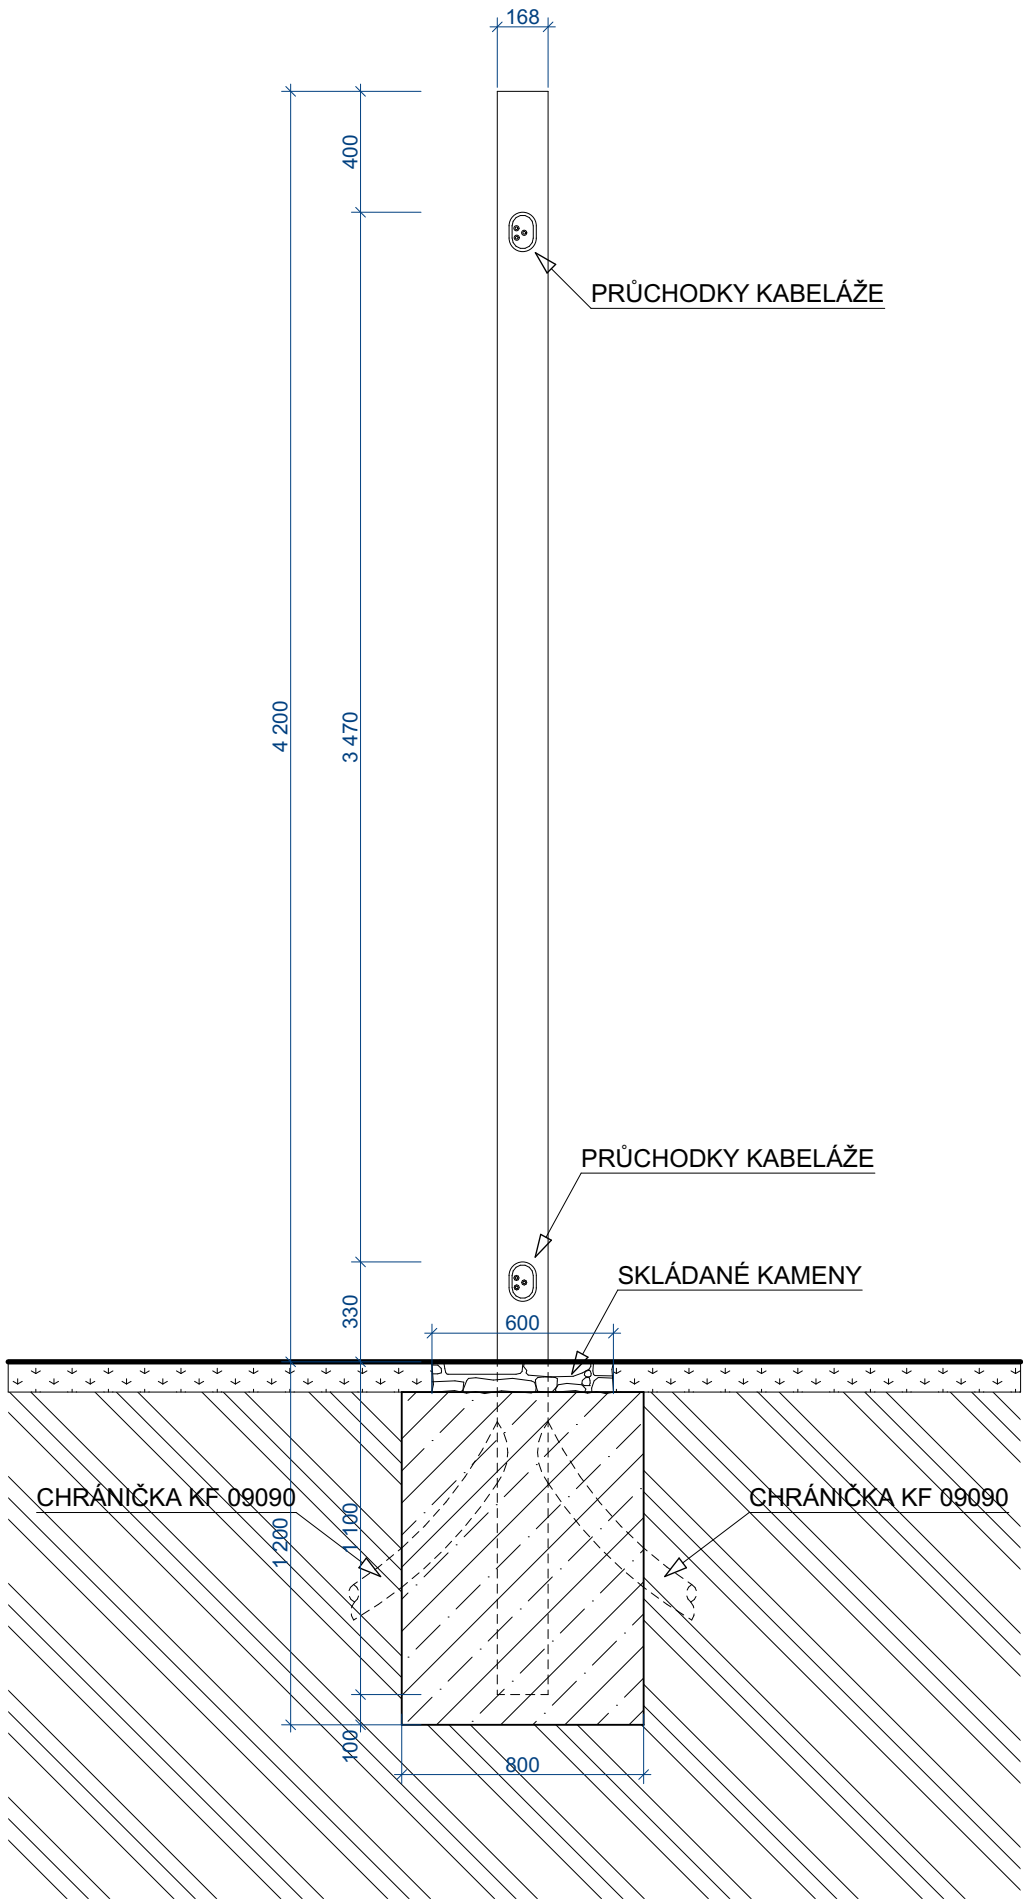 168
400
PRŮCHODKY KABELÁŽE
4 200
3 470
PRŮCHODKY KABELÁŽE
SKLÁDANÉ KAMENY
330
600
CHRÁNIČKA KF 09090
CHRÁNIČKA KF 09090
1 200
1 100
100
800